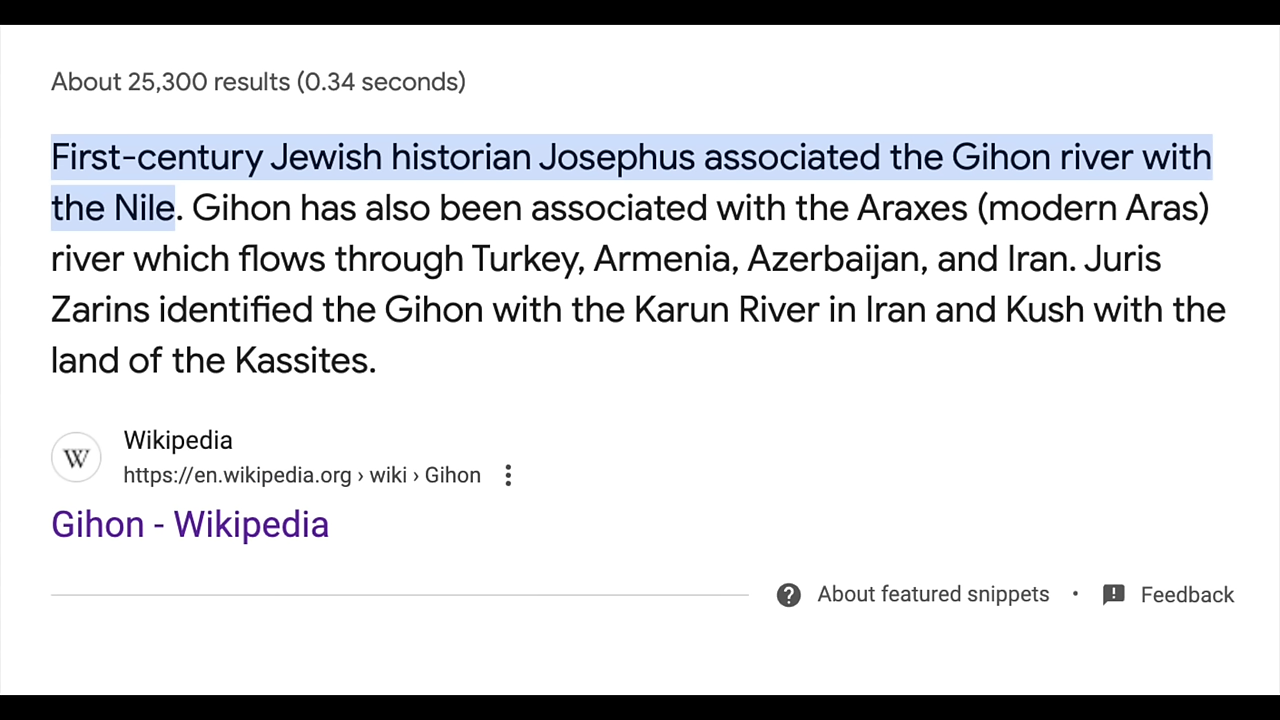 About 25,300 results (0.34 seconds)
First-century Jewish historian Josephus associated the Gihon river with
the Nile. Gihon has also been associated with the Araxes (modern Aras)
river which flows through Turkey, Armenia, Azerbaijan, and Iran. Juris
Zarins identified the Gihon with the Karun River in Iran and Kush with the
land of the Kassites.
W
Wikipedia
https://en.wikipedia.org › wiki › Gihon
Gihon - Wikipedia
About featured snippets • Feedback